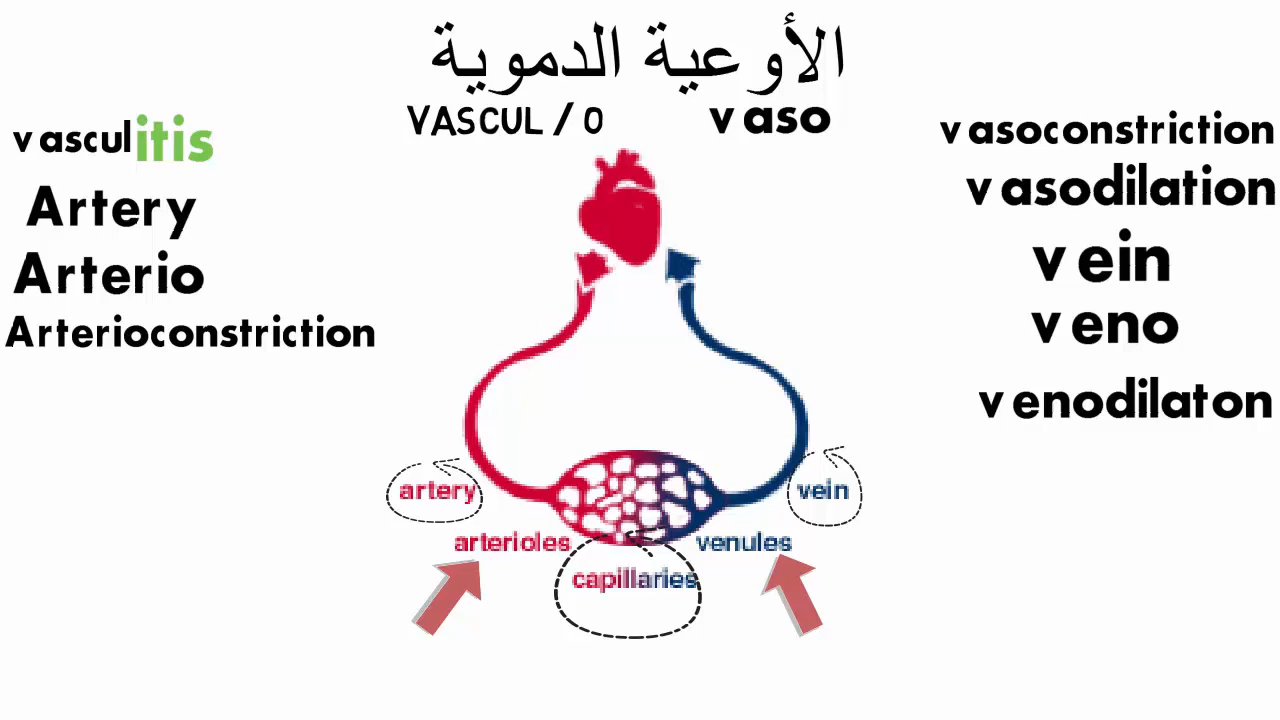 الأوعية الدموية
VASCUL / O vaso
vasculitis
Artery
Arterio
Arterioconstriction
vasoconstriction
vasodilation
vein
veno
venodilaton
artery
vein
arterioles
venules
capillaries